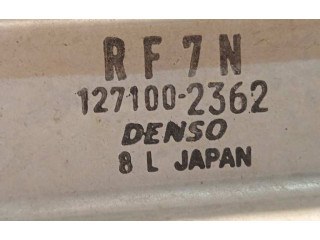 RF7N
127100-2362
DENSO
8 L JAPAN